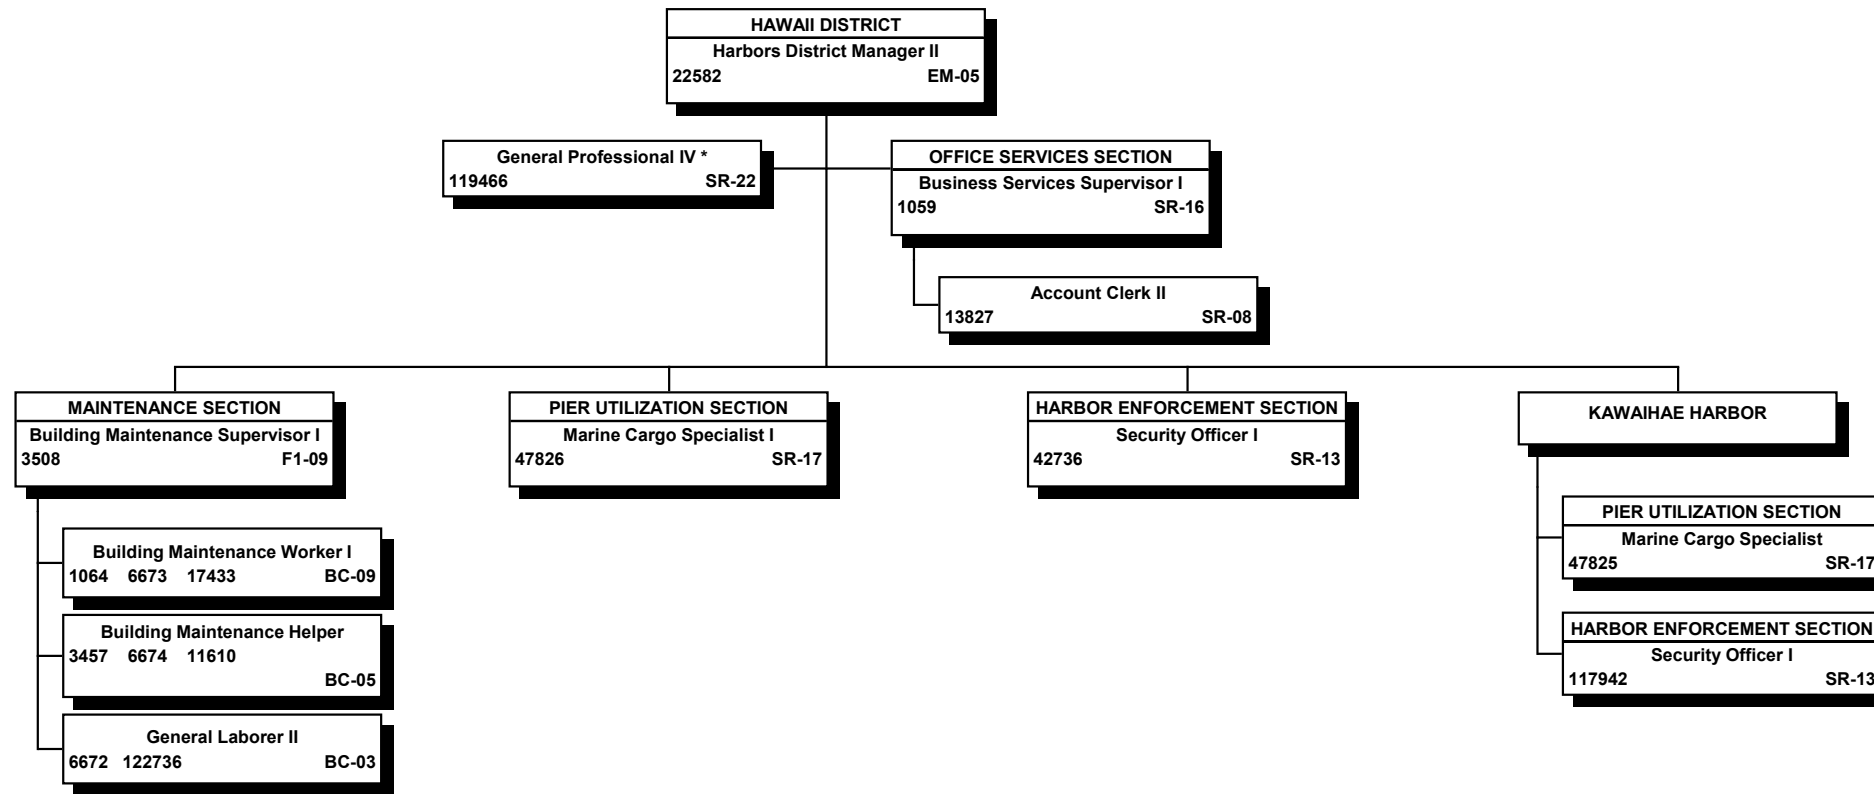 HAWAII DISTRICT
Harbors District Manager II
22582 EM-05
General Professional IV *
119466 SR-22
OFFICE SERVICES SECTION
Business Services Supervisor I
1059 SR-16
Account Clerk II
13827 SR-08
MAINTENANCE SECTION
Building Maintenance Supervisor I
3508 F1-09
Building Maintenance Worker I
1064 6673 17433 BC-09
Building Maintenance Helper
3457 6674 11610
BC-05
General Laborer II
6672 122736 BC-03
PIER UTILIZATION SECTION
Marine Cargo Specialist I
47826 SR-17
HARBOR ENFORCEMENT SECTION
Security Officer I
42736 SR-13
KAWAIHAE HARBOR
PIER UTILIZATION SECTION
Marine Cargo Specialist
47825 SR-17
HARBOR ENFORCEMENT SECTION
Security Officer I
117942 SR-13